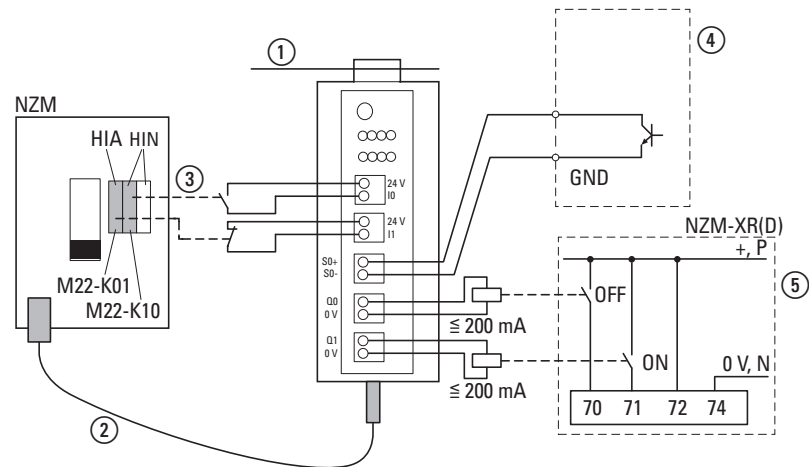 1
4
NZM
HIA HIN
3
24 V
I0
24 V
I1
GND
M22-K01
M22-K10
S0+
S0-
NZM-XR(D)
+, P
5
Q0
0 V
≦ 200 mA
OFF
Q1
0 V
≦ 200 mA
ON
0 V, N
70 71 72 74
2